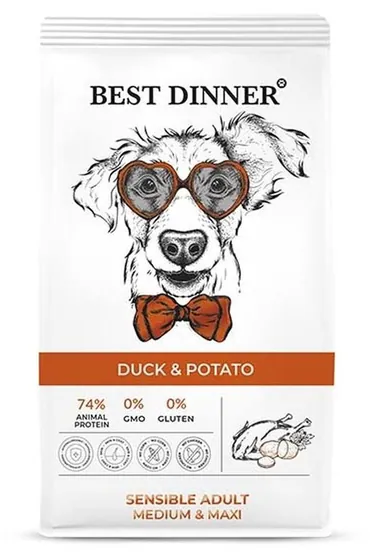 BEST DINNER
DUCK & POTATO
74% 0% 0%
ANIMAL PROTEIN GMO GLUTEN
SENSIBLE ADULT
MEDIUM & MAXI